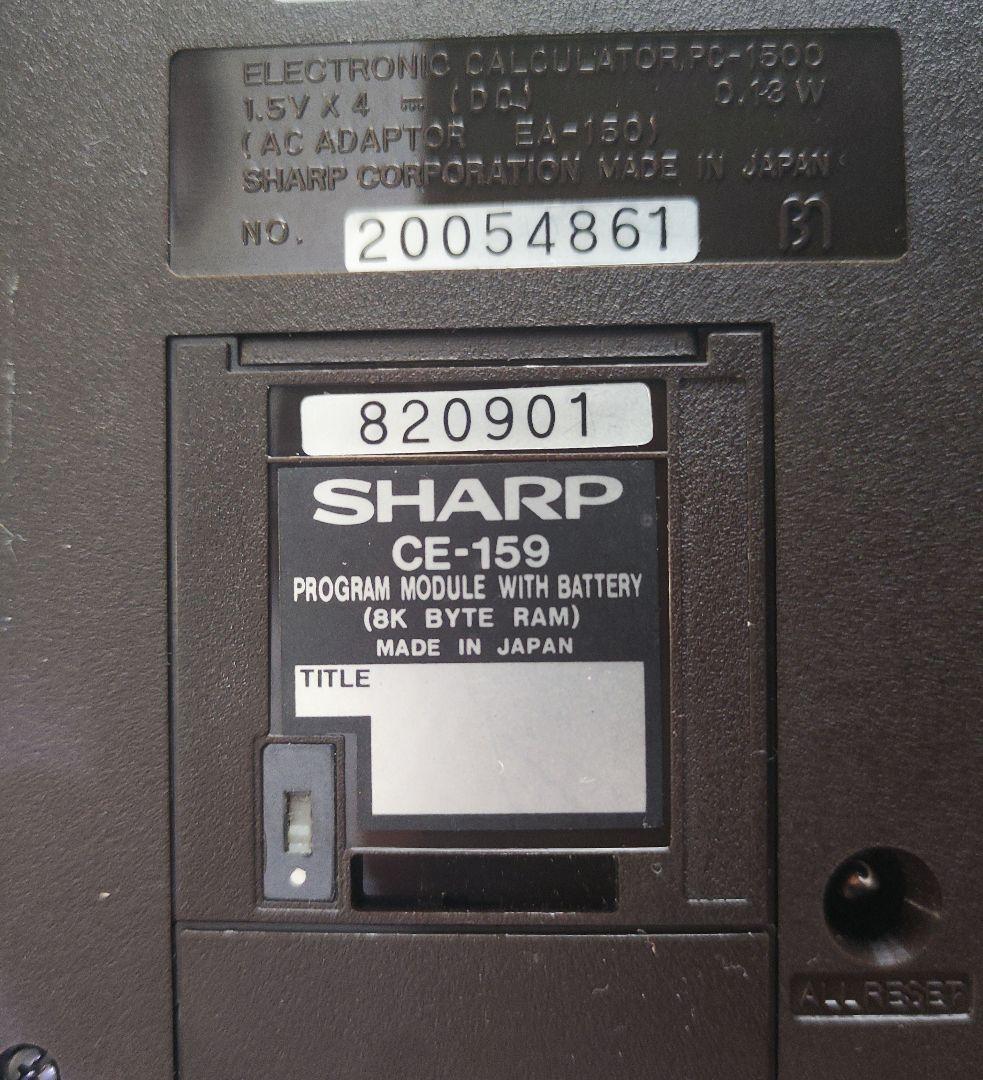 ELECTRONIC CALCULATOR, PC-1500
1.5V X 4 ⎓ (DC) 0.13 W
(AC ADAPTOR EA-150)
SHARP CORPORATION MADE IN JAPAN
NO. 20054861
820901
SHARP
CE-159
PROGRAM MODULE WITH BATTERY
(8K BYTE RAM)
MADE IN JAPAN
TITLE
ALL RESET